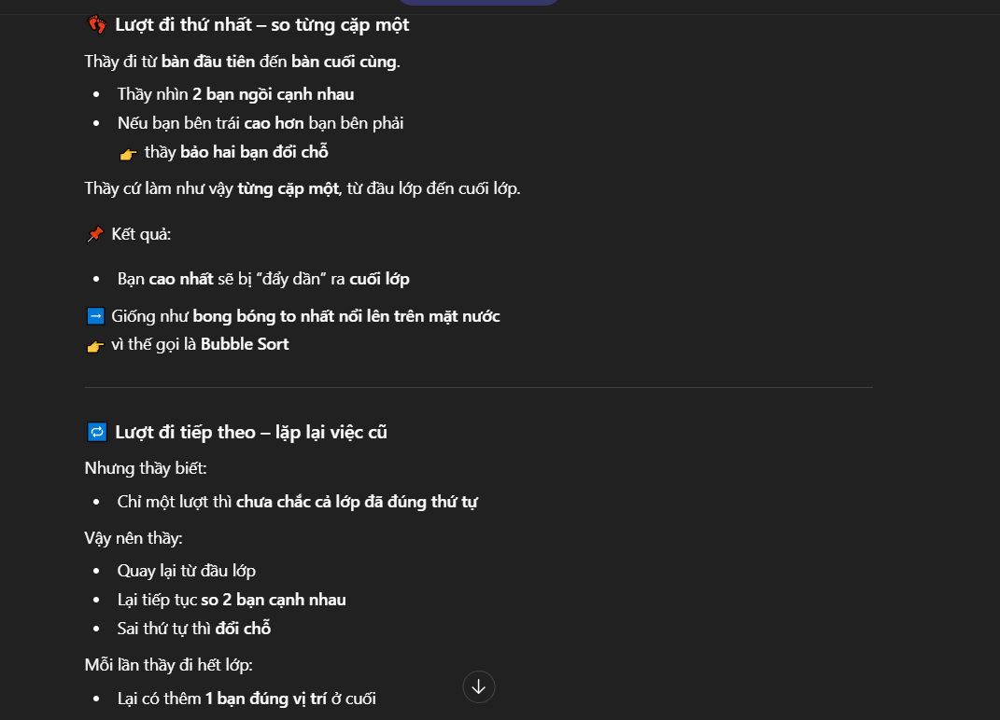 Lượt đi thứ nhất – so từng cặp một
Thầy đi từ bàn đầu tiên đến bàn cuối cùng.
• Thầy nhìn 2 bạn ngồi cạnh nhau
• Nếu bạn bên trái cao hơn bạn bên phải
👉 thầy bảo hai bạn đổi chỗ
Thầy cứ làm như vậy từng cặp một, từ đầu lớp đến cuối lớp.
📌 Kết quả:
• Bạn cao nhất sẽ bị "đẩy dần" ra cuối lớp
➡️ Giống như bong bóng to nhất nổi lên trên mặt nước
👉 vì thế gọi là Bubble Sort
🔁 Lượt đi tiếp theo – lặp lại việc cũ
Nhưng thầy biết:
• Chỉ một lượt thì chưa chắc cả lớp đã đúng thứ tự
Vậy nên thầy:
• Quay lại từ đầu lớp
• Lại tiếp tục so 2 bạn cạnh nhau
• Sai thứ tự thì đổi chỗ
Mỗi lần thầy đi hết lớp:
• Lại có thêm 1 bạn đúng vị trí ở cuối